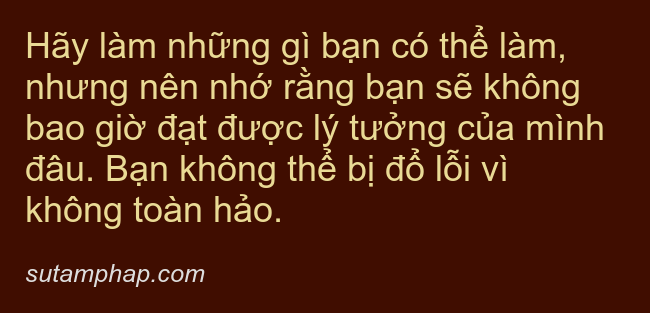 Hãy làm những gì bạn có thể làm,
nhưng nên nhớ rằng bạn sẽ không
bao giờ đạt được lý tưởng của mình
đâu. Bạn không thể bị đổ lỗi vì
không toàn hảo.
sutamphap.com